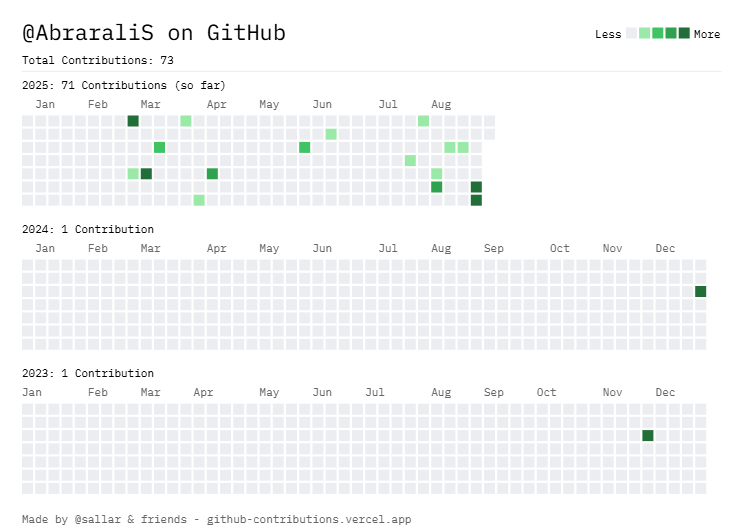 @AbraraliS on GitHub
Less More
Total Contributions: 73
2025: 71 Contributions (so far)
Jan Feb Mar Apr May Jun Jul Aug
2024: 1 Contribution
Jan Feb Mar Apr May Jun Jul Aug Sep Oct Nov Dec
2023: 1 Contribution
Jan Feb Mar Apr May Jun Jul Aug Sep Oct Nov Dec
Made by @sallar & friends - github-contributions.vercel.app